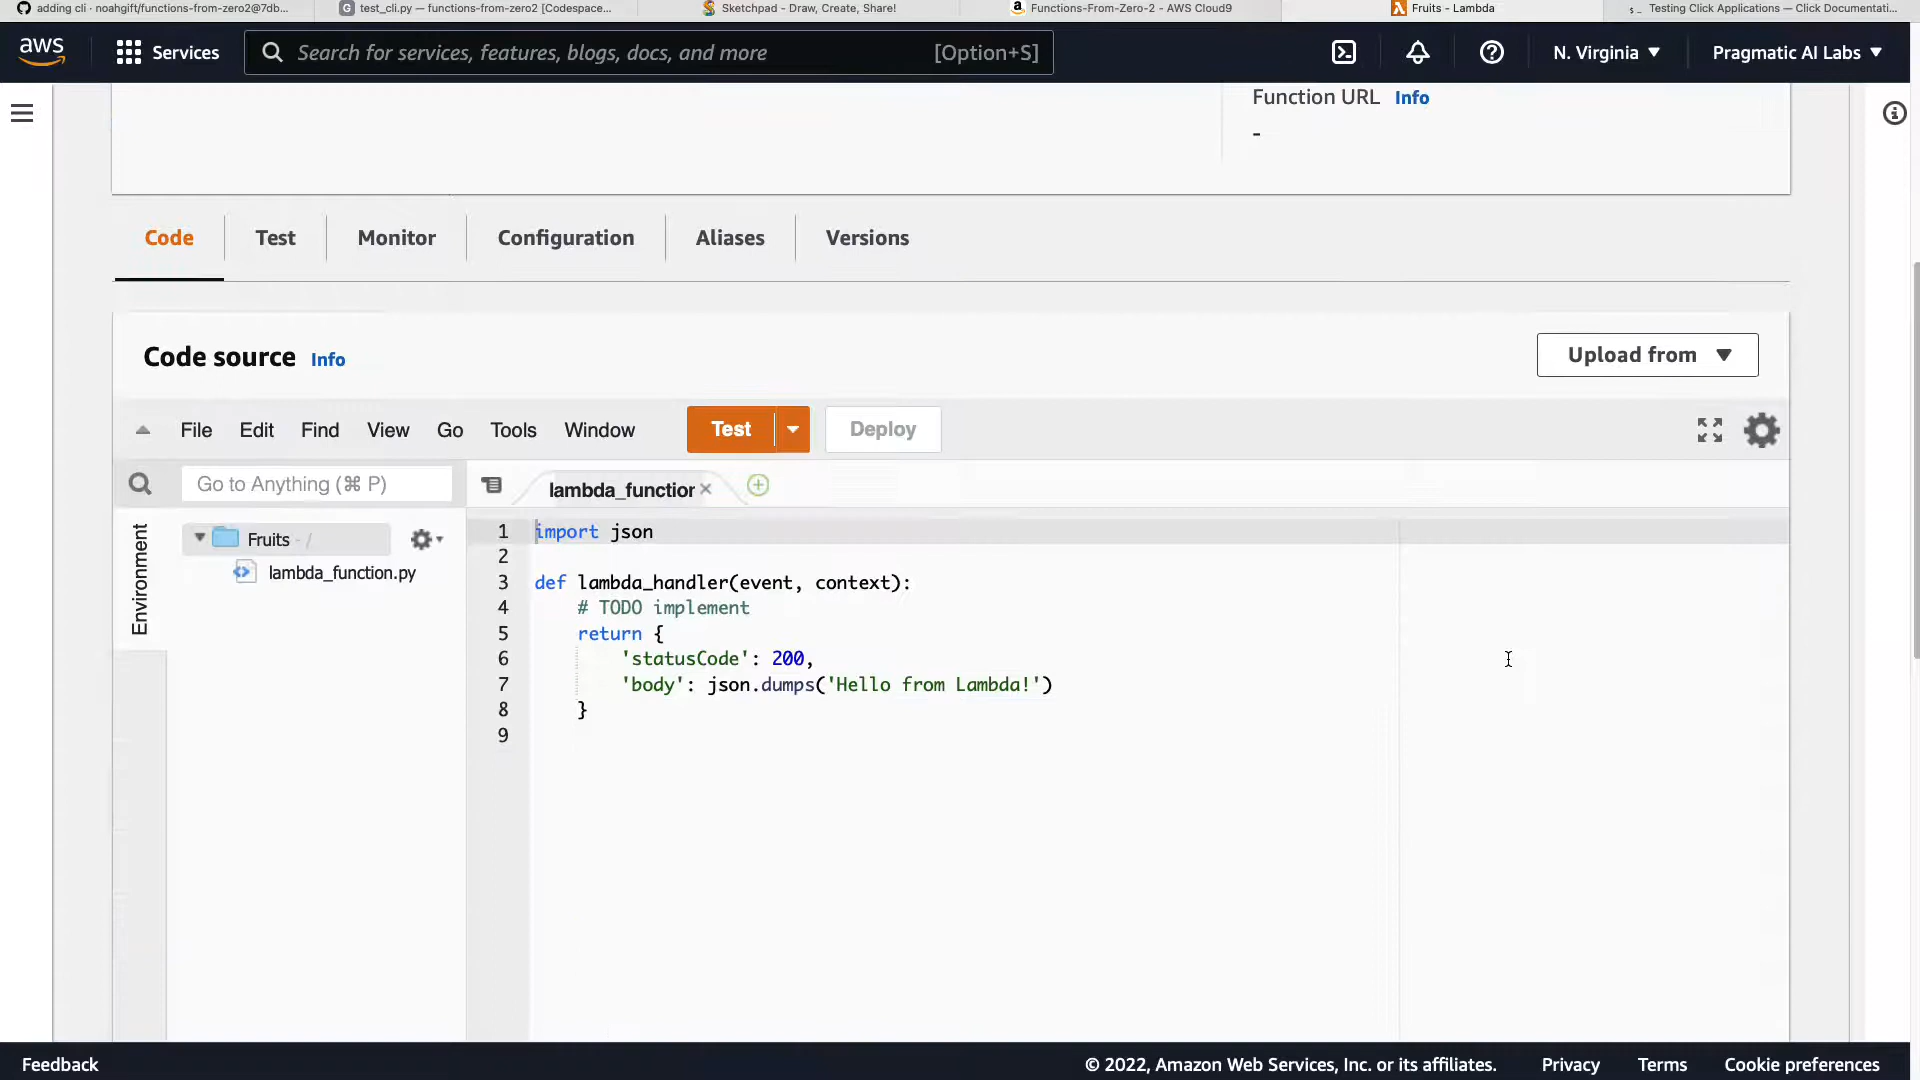 adding cli · noahgift/functions-from-zero2@7db...
test_cli.py — functions-from-zero2 [Codespace...
Sketchpad - Draw, Create, Share!
Functions-From-Zero-2 - AWS Cloud9
Fruits - Lambda
Testing Click Applications — Click Documentati...
aws
Services
Search for services, features, blogs, docs, and more
[Option+S]
N. Virginia
Pragmatic AI Labs
Function URL Info
-
Code
Test
Monitor
Configuration
Aliases
Versions
Code source Info
Upload from
File
Edit
Find
View
Go
Tools
Window
Test
Deploy
Go to Anything (⌘ P)
lambda_function
Environment
Fruits - /
lambda_function.py
1 import json
2
3 def lambda_handler(event, context):
4     # TODO implement
5     return {
6         'statusCode': 200,
7         'body': json.dumps('Hello from Lambda!')
8     }
9
Feedback
© 2022, Amazon Web Services, Inc. or its affiliates.
Privacy
Terms
Cookie preferences